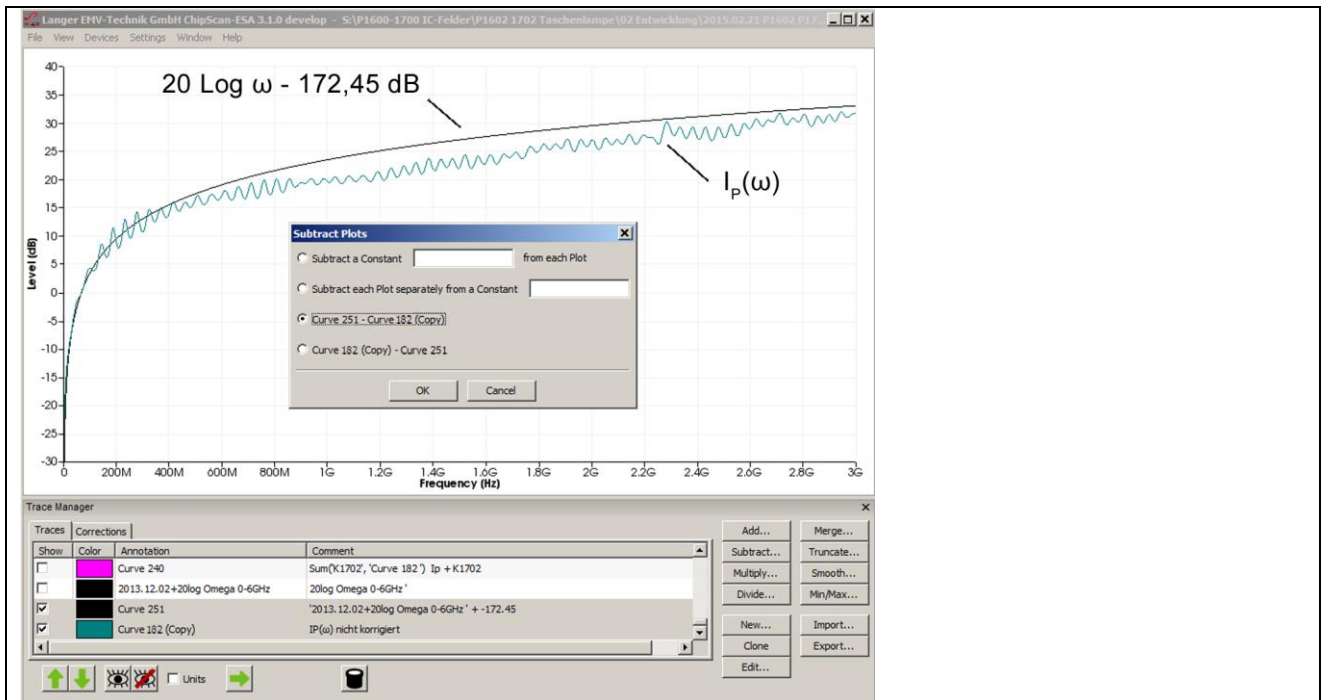 Langer EMV-Technik GmbH ChipScan-ESA 3.1.0 develop - S:\P1600-1700 IC-Felder\P1602 1702 Taschenlampe\02 Entwicklung\2015.02.21 P1602 P17...
File View Devices Settings Window Help
40
20 Log ω - 172,45 dB
35
30
25
20
I_P(ω)
15
10
5
0
-5
-10
-15
-20
-25
-30
Level (dB)
Subtract Plots
Subtract a Constant from each Plot
Subtract each Plot separately from a Constant
Curve 251 - Curve 182 (Copy)
Curve 182 (Copy) - Curve 251
OK Cancel
0 200M 400M 600M 800M 1G 1.2G 1.4G 1.6G 1.8G 2G 2.2G 2.4G 2.6G 2.8G 3G
Frequency (Hz)
Trace Manager
Traces Corrections
Show Color Annotation Comment
Curve 240 Sum('K1702', 'Curve 182 ') Ip + K1702
2013.12.02+20log Omega 0-6GHz 20log Omega 0-6GHz '
Curve 251 '2013.12.02+20log Omega 0-6GHz ' + -172.45
Curve 182 (Copy) IP(ω) nicht korrigiert
Add... Merge...
Subtract... Truncate...
Multiply... Smooth...
Divide... Min/Max...
New... Import...
Clone Export...
Edit...
Units